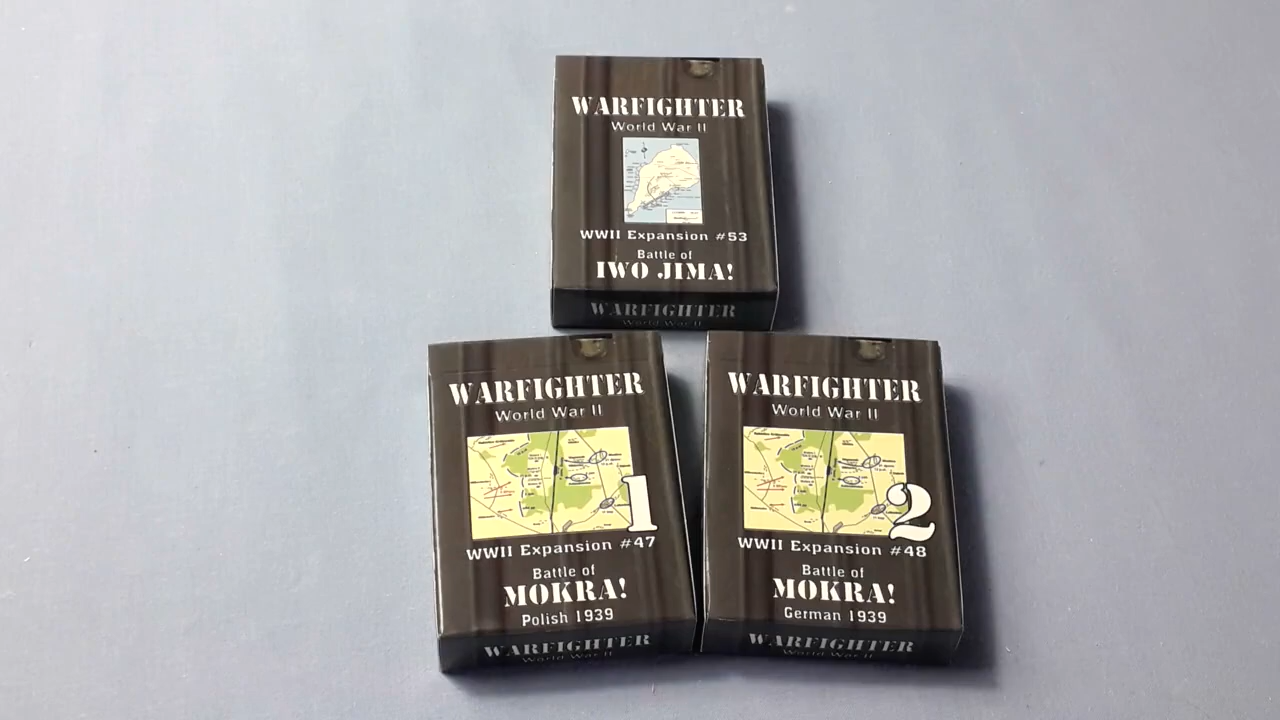 WARFIGHTER
World War II
WWII Expansion #53
Battle of
IWO JIMA!
WARFIGHTER
World War II
WARFIGHTER
World War II
1
WWII Expansion #47
Battle of
MOKRA!
Polish 1939
WARFIGHTER
World War II
WARFIGHTER
World War II
2
WWII Expansion #48
Battle of
MOKRA!
German 1939
WARFIGHTER
World War II